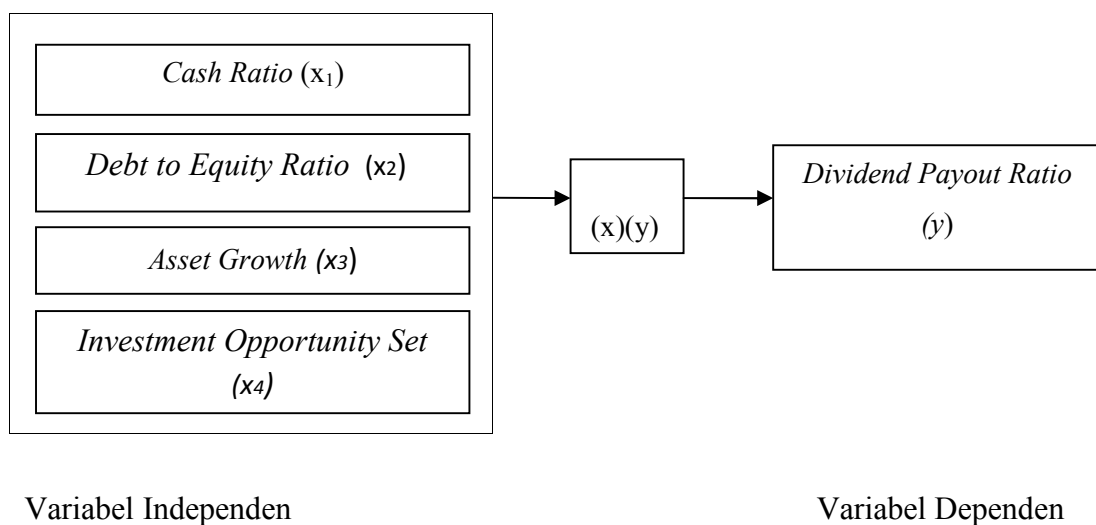 Cash Ratio (x₁)
Debt to Equity Ratio (x2)
Asset Growth (x3)
Investment Opportunity Set
(x4)
(x)(y)
Dividend Payout Ratio
(y)
Variabel Independen
Variabel Dependen